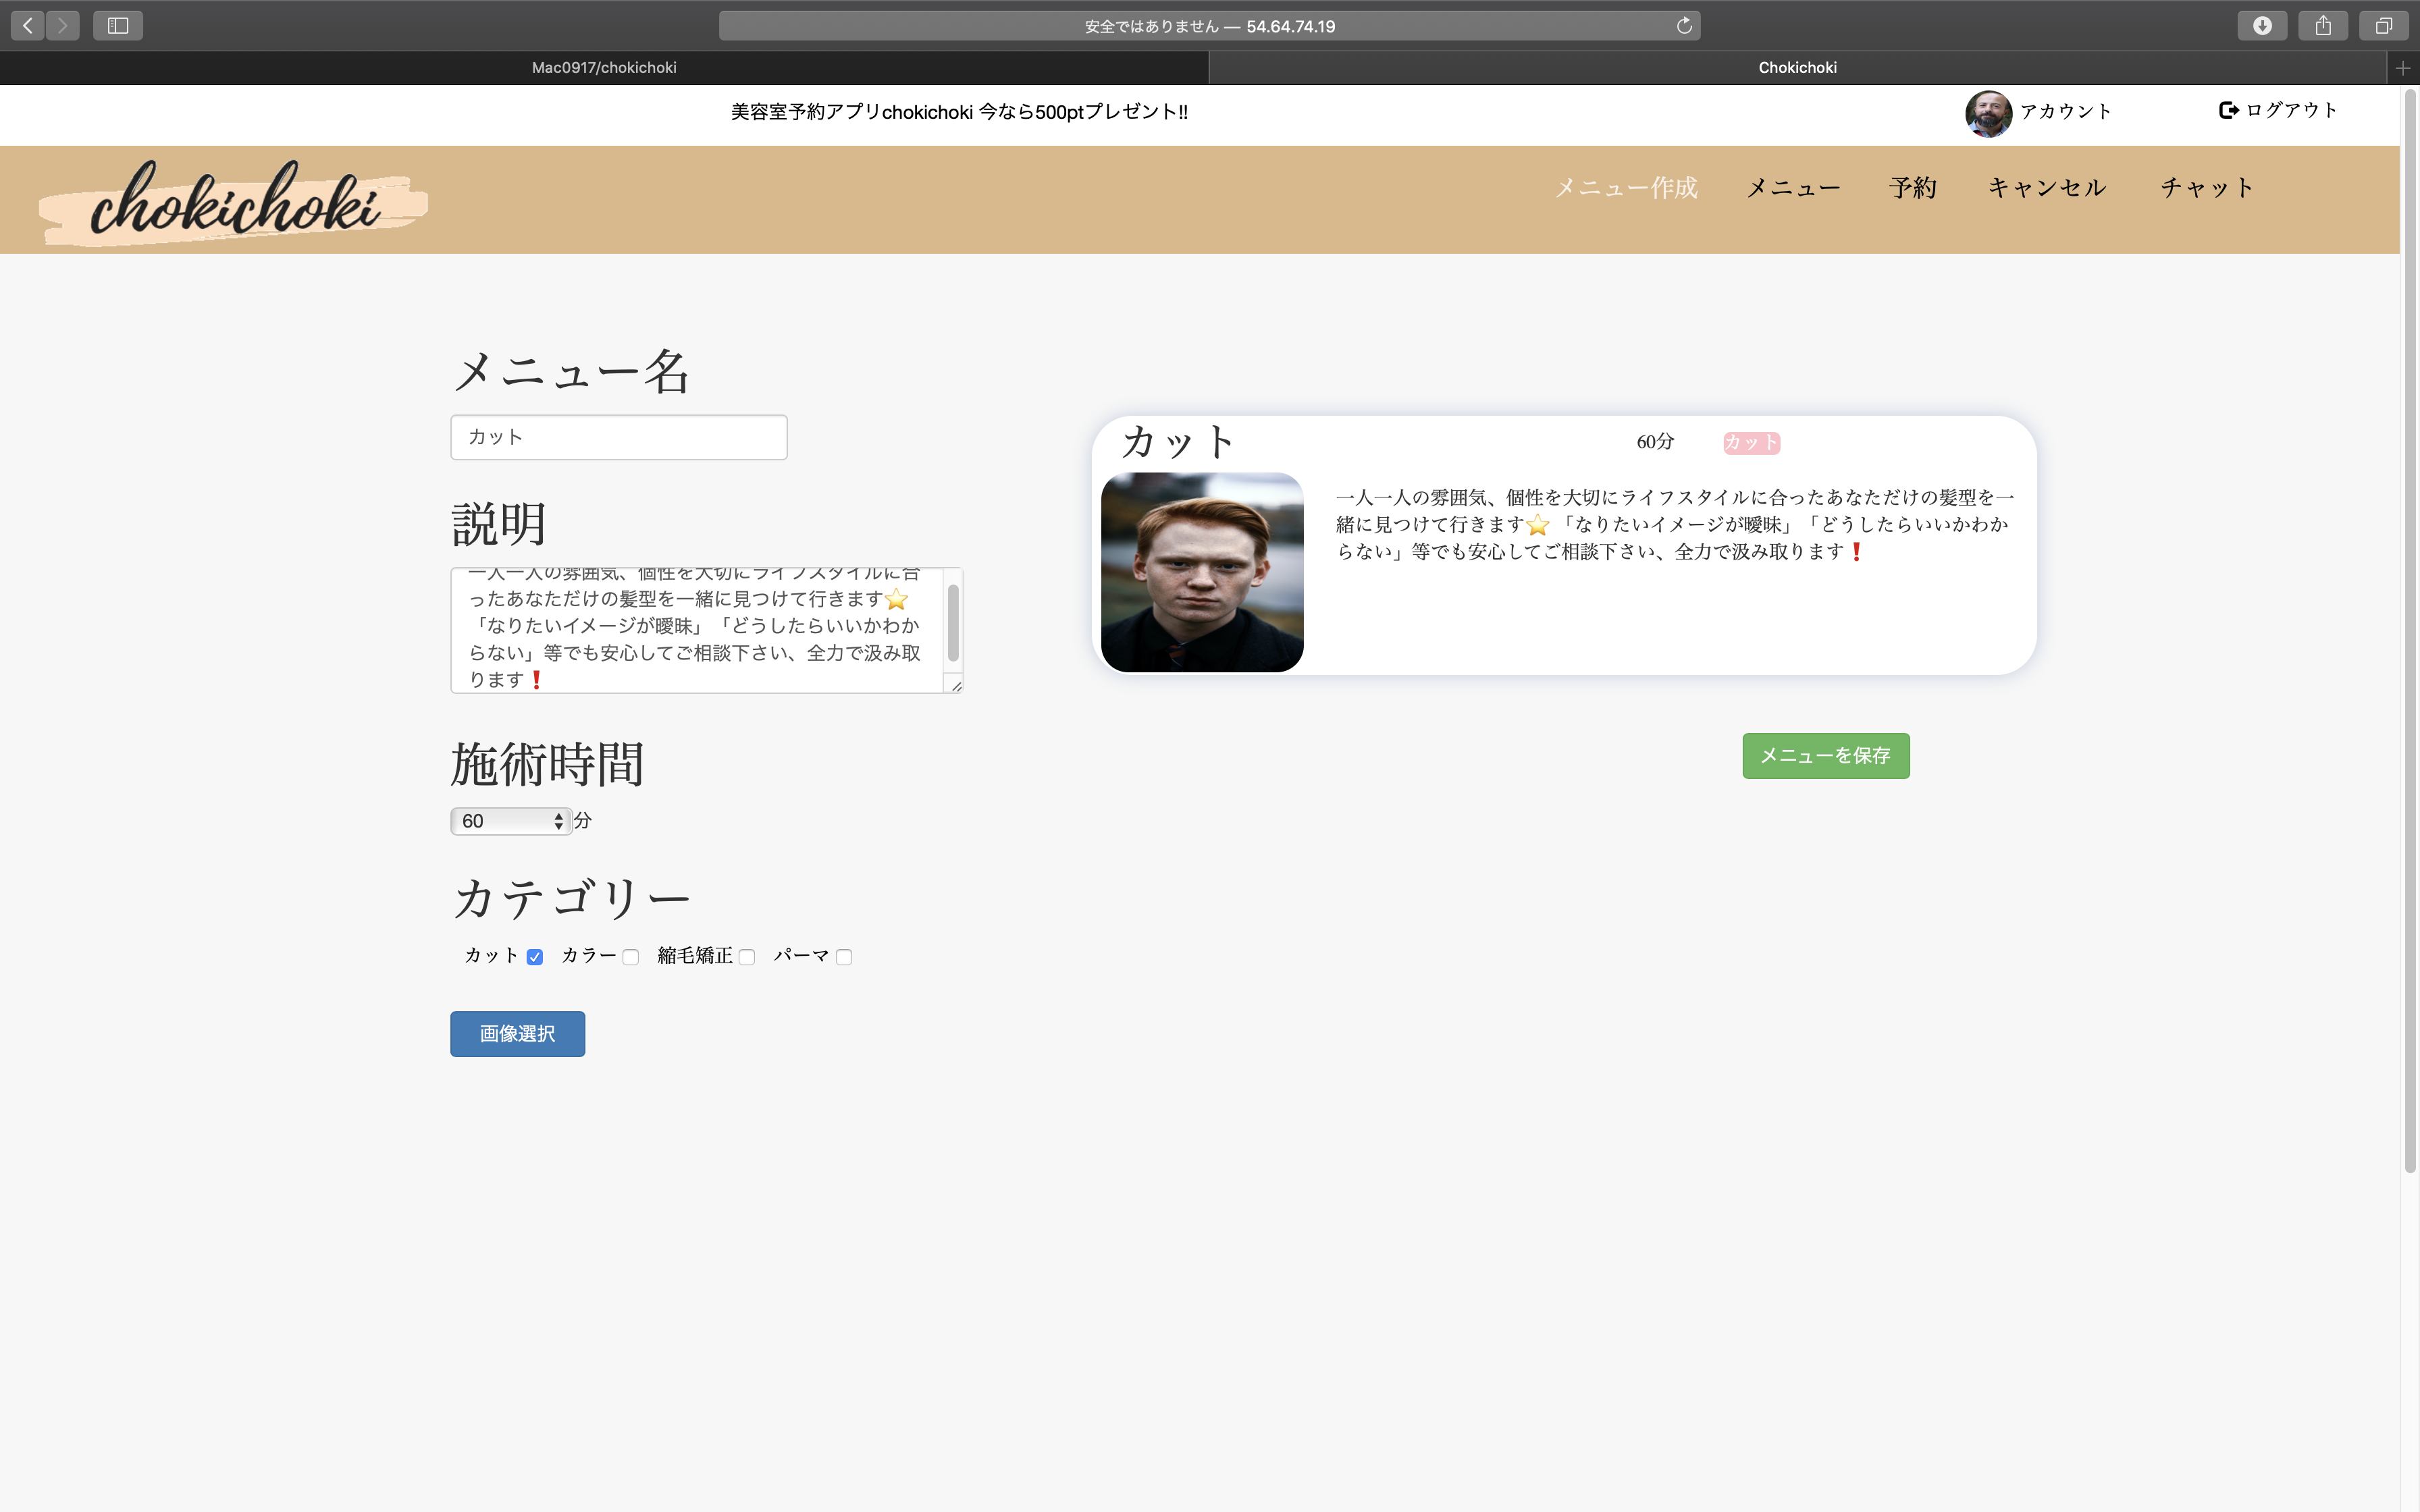 安全ではありません — 54.64.74.19
Mac0917/chokichoki
Chokichoki
美容室予約アプリchokichoki 今なら500ptプレゼント!!
アカウント
ログアウト
chokichoki
メニュー作成
メニュー
予約
キャンセル
チャット
メニュー名
カット
説明
一人一人の雰囲気、個性を大切にライフスタイルに合
ったあなただけの髪型を一緒に見つけて行きます⭐
「なりたいイメージが曖昧」「どうしたらいいかわか
らない」等でも安心してご相談下さい、全力で汲み取
ります❗
施術時間
60
分
カテゴリー
カット
カラー
縮毛矯正
パーマ
画像選択
カット
60分
カット
一人一人の雰囲気、個性を大切にライフスタイルに合ったあなただけの髪型を一
緒に見つけて行きます⭐「なりたいイメージが曖昧」「どうしたらいいかわか
らない」等でも安心してご相談下さい、全力で汲み取ります❗
メニューを保存